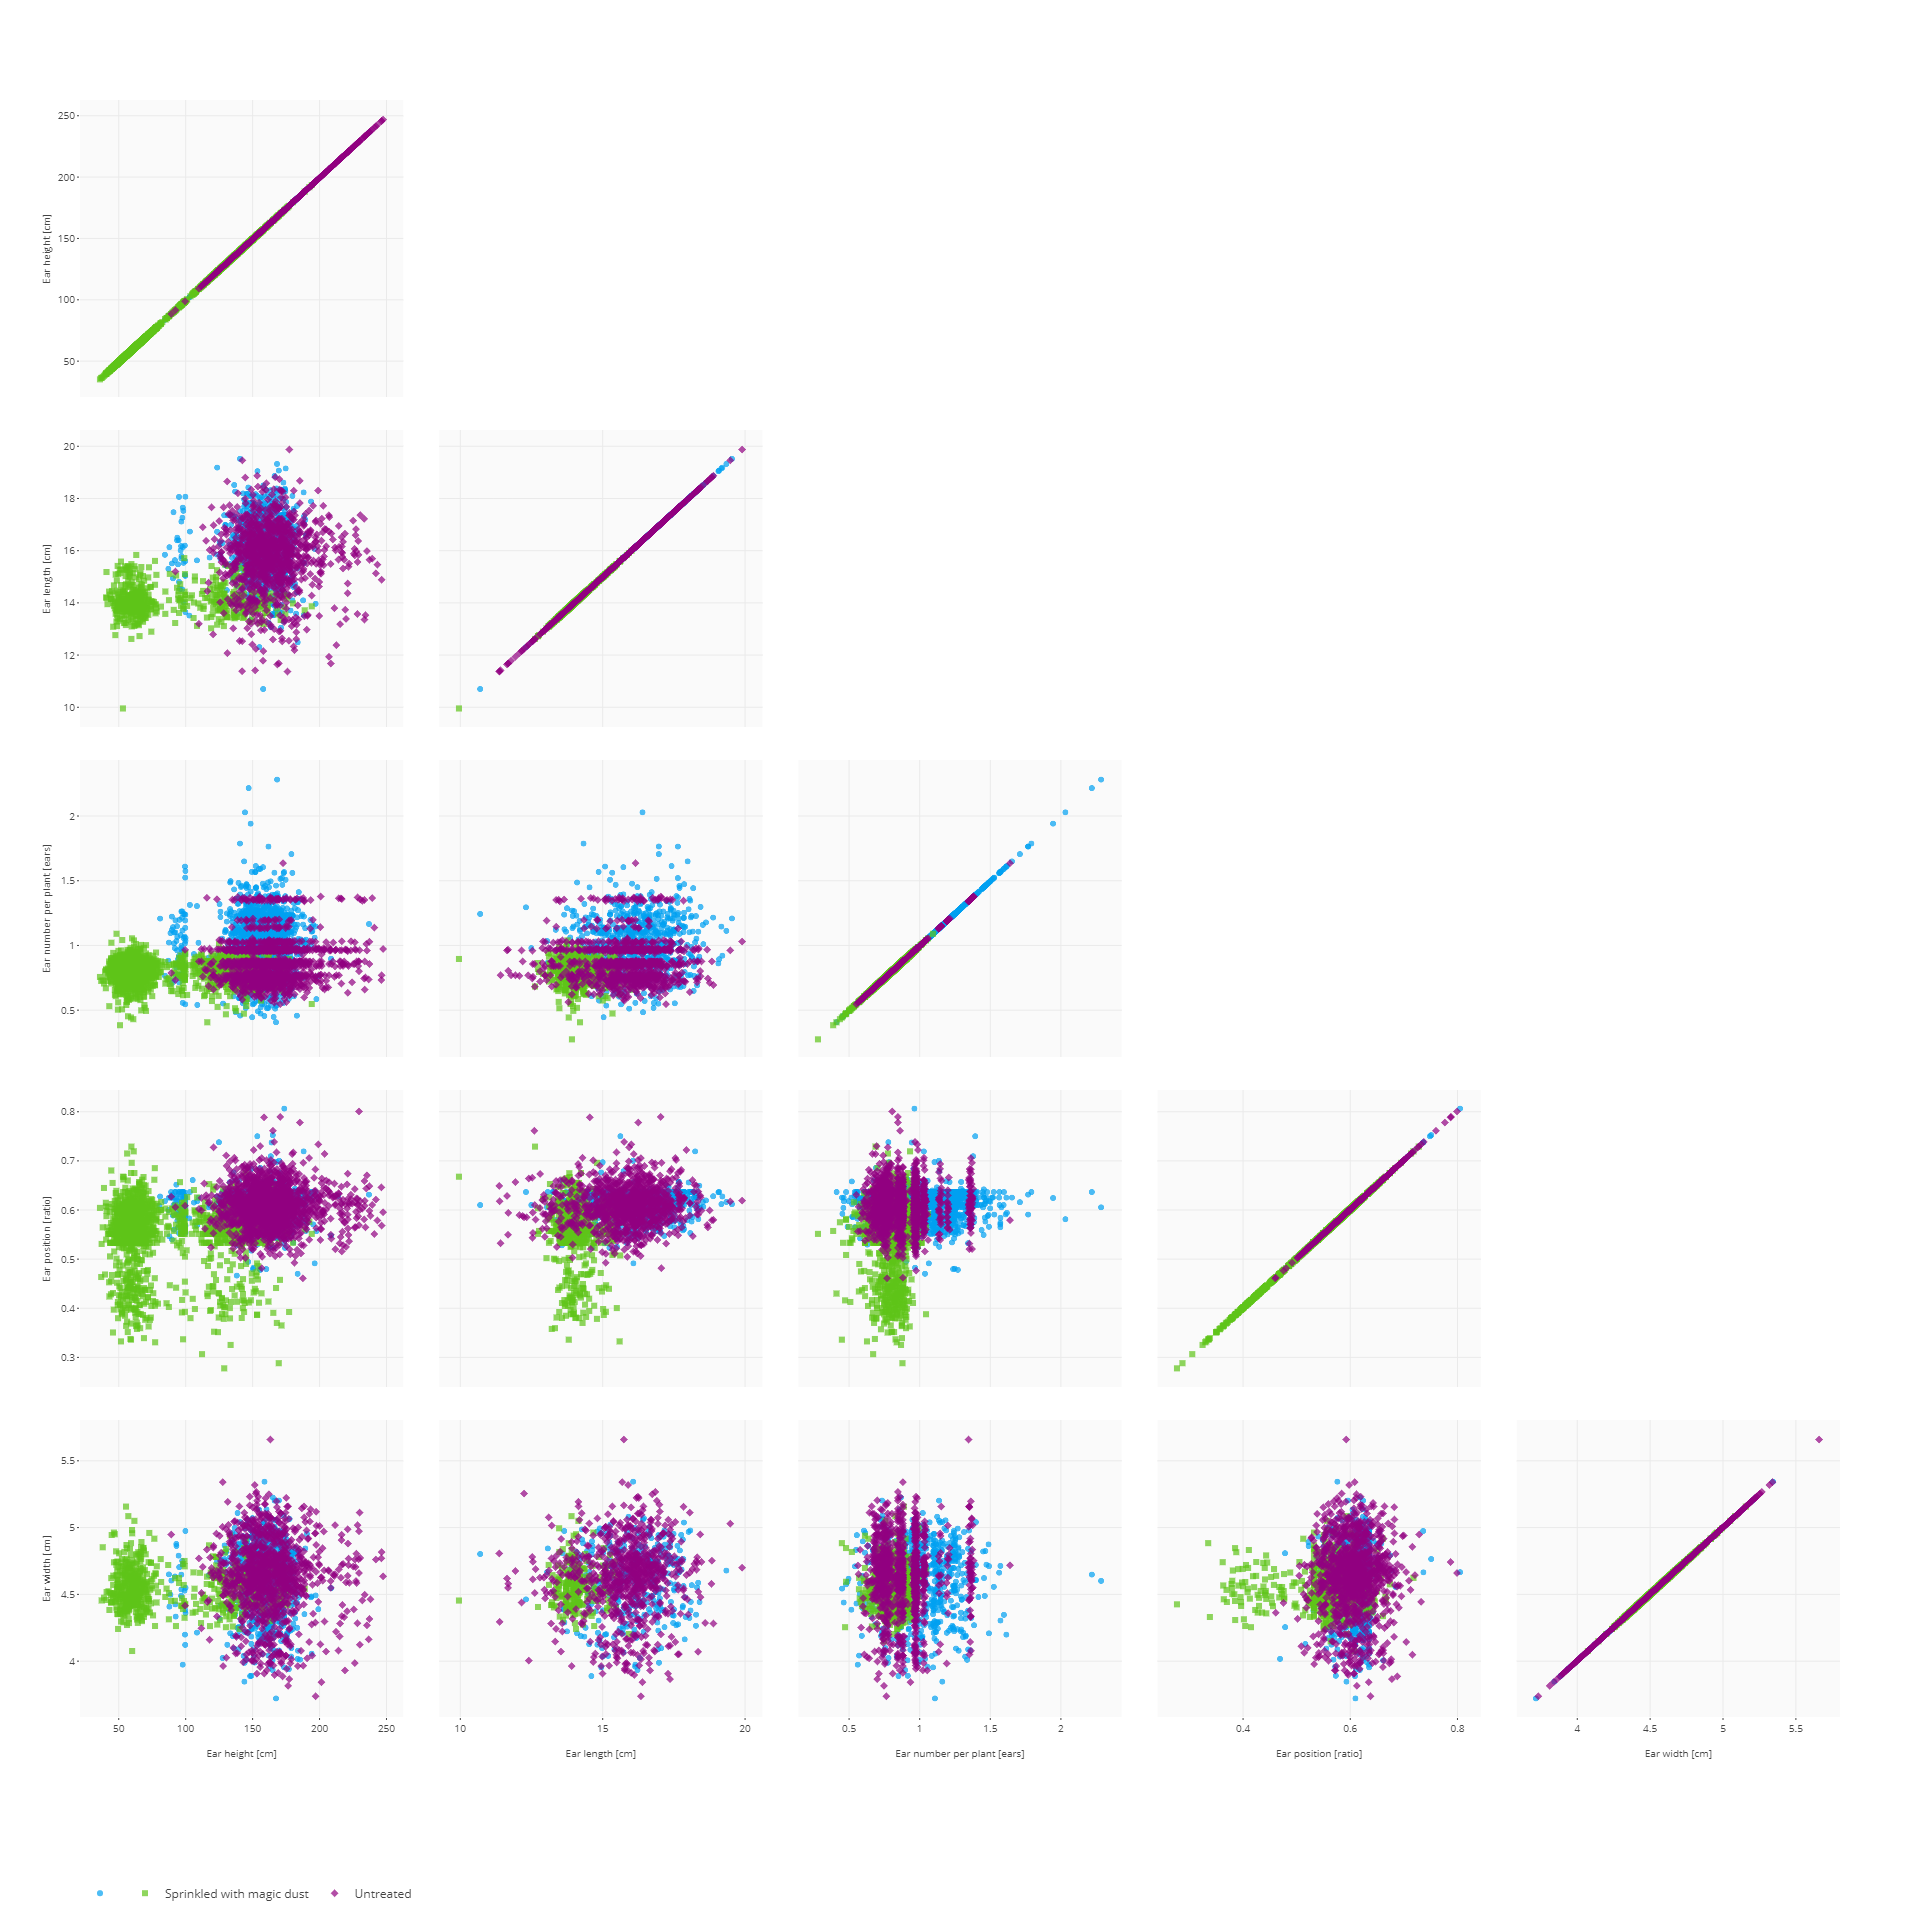 250
200
150
100
50
Ear height [cm]
20
18
16
14
12
10
Ear length [cm]
2
1.5
1
0.5
Ear number per plant [ears]
0.8
0.7
0.6
0.5
0.4
0.3
Ear position [ratio]
5.5
5
4.5
4
Ear width [cm]
50 100 150 200 250
10 15 20
0.5 1 1.5 2
0.4 0.6 0.8
4 4.5 5 5.5
Ear height [cm]
Ear length [cm]
Ear number per plant [ears]
Ear position [ratio]
Ear width [cm]
Sprinkled with magic dust
Untreated